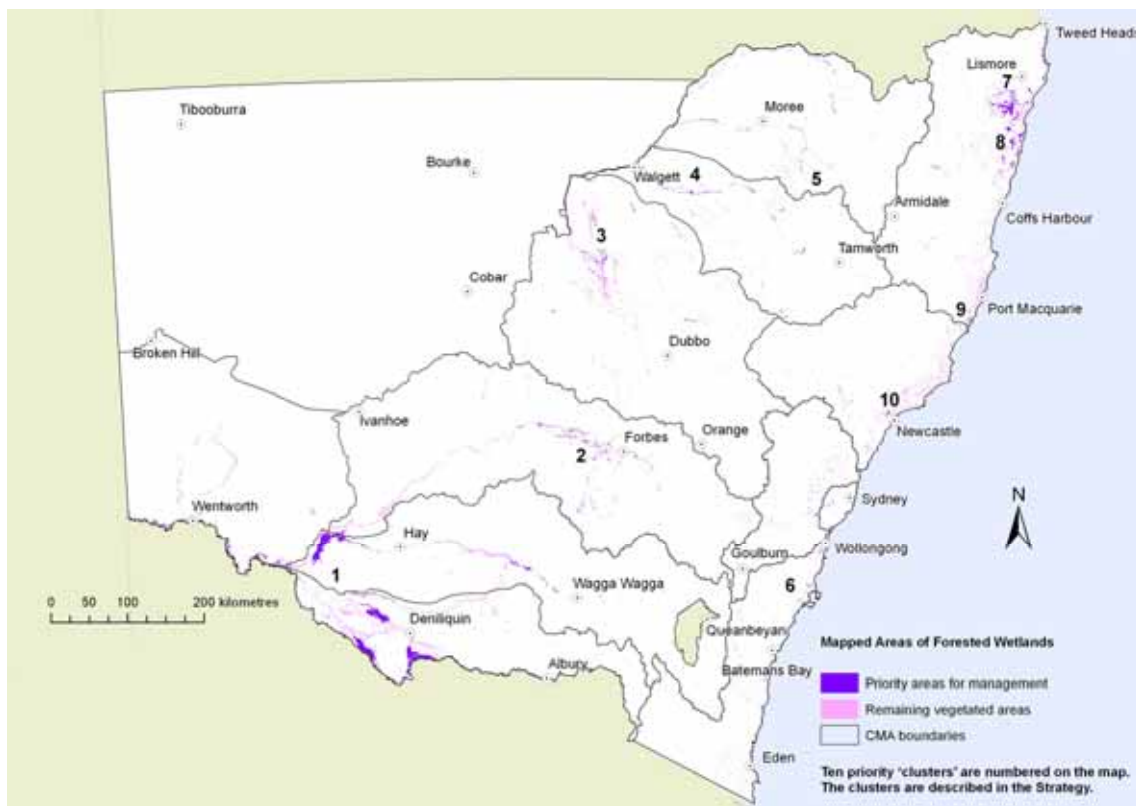 Tweed Heads
Lismore
7
Tibooburra
Moree
8
Bourke
Walgett
4
5
Armidale
Coffs Harbour
3
Tamworth
Cobar
9
Port Macquarie
Broken Hill
Dubbo
10
Ivanhoe
Newcastle
Forbes
Orange
2
N
Wentworth
Sydney
Hay
Goulburn
Wollongong
1
Wagga Wagga
6
0 50 100 200 kilometres
Deniliquin
Queanbeyan
Albury
Batemans Bay
Eden
Mapped Areas of Forested Wetlands
Priority areas for management
Remaining vegetated areas
CMA boundaries
Ten priority 'clusters' are numbered on the map.
The clusters are described in the Strategy.